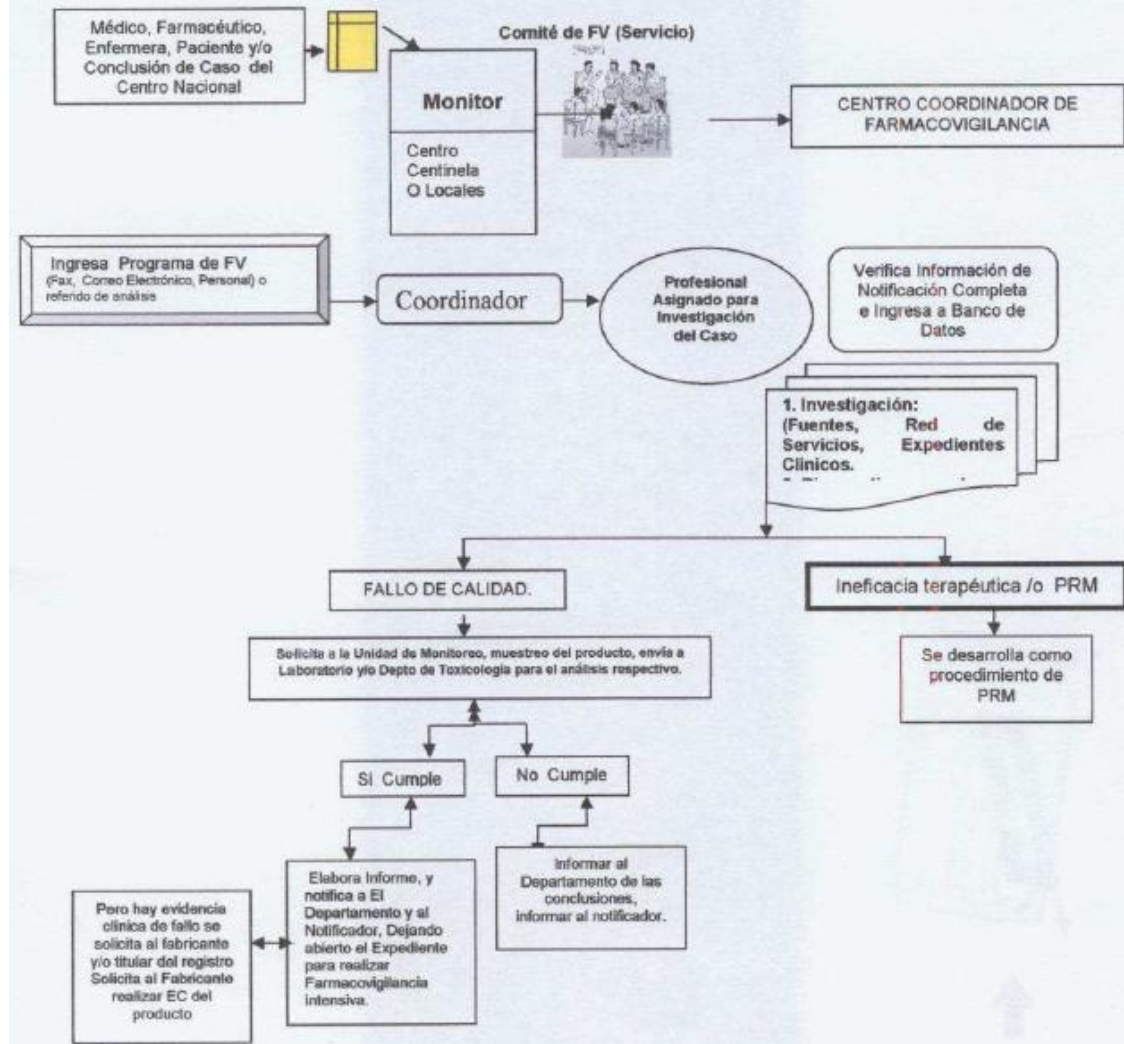 Médico, Farmacéutico,
Enfermera, Paciente y/o
Conclusión de Caso del
Centro Nacional
Monitor
Centro
Centinela
O Locales
Comité de FV (Servicio)
CENTRO COORDINADOR DE
FARMACOVIGILANCIA
Ingresa Programa de FV
(Fax, Correo Electrónico, Personal) o
referido de análisis
Coordinador
Profesional
Asignado para
Investigación
del Caso
Verifica Información de
Notificación Completa
e Ingresa a Banco de
Datos
1. Investigación:
(Fuentes, Red de
Servicios, Expedientes
Clinicos.
FALLO DE CALIDAD.
Ineficacia terapéutica /o PRM
Solicita a la Unidad de Monitoreo, muestreo del producto, envia a
Laboratorio y/o Depto de Toxicología para el análisis respectivo.
Se desarrolla como
procedimiento de
PRM
Si Cumple
No Cumple
Pero hay evidencia
clinica de fallo se
solicita al fabricante
y/o titular del registro
Solicita al Fabricante
realizar EC del
producto
Elabora Informe, y
notifica a El
Departamento y al
Notificador, Dejando
abierto el Expediente
para realizar
Farmacovigilancia
intensiva.
Informar al
Departamento de las
conclusiones,
informar al notificador.